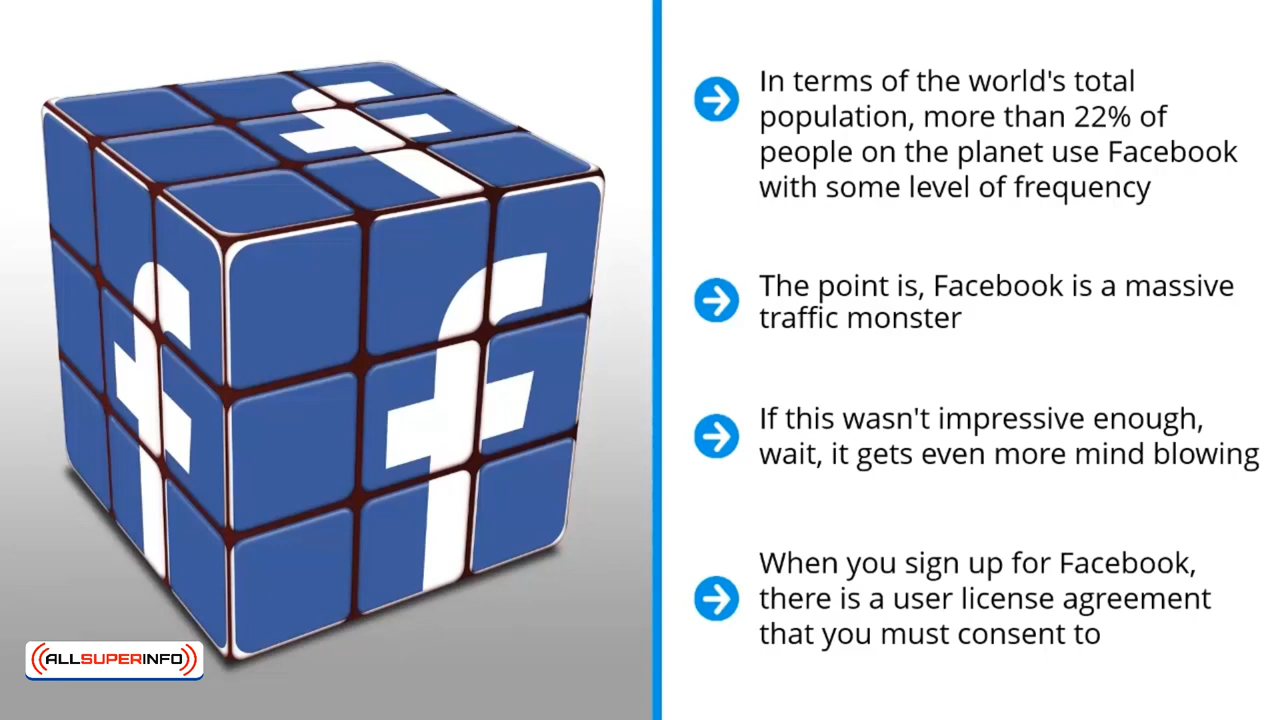 In terms of the world's total
population, more than 22% of
people on the planet use Facebook
with some level of frequency
The point is, Facebook is a massive
traffic monster
If this wasn't impressive enough,
wait, it gets even more mind blowing
When you sign up for Facebook,
there is a user license agreement
that you must consent to
f
f
f
ALLSUPERINFO